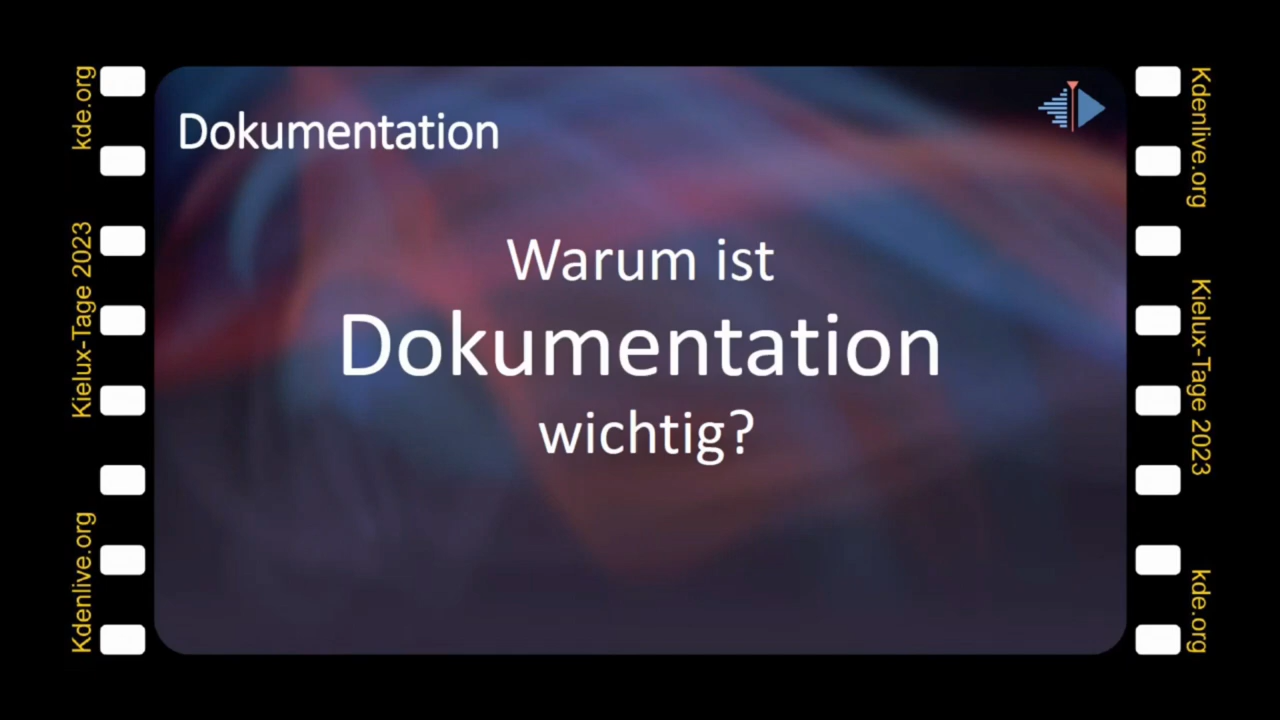 Dokumentation
Warum ist
Dokumentation
wichtig?
kde.org
Kielux-Tage 2023
Kdenlive.org
Kdenlive.org
Kielux-Tage 2023
kde.org